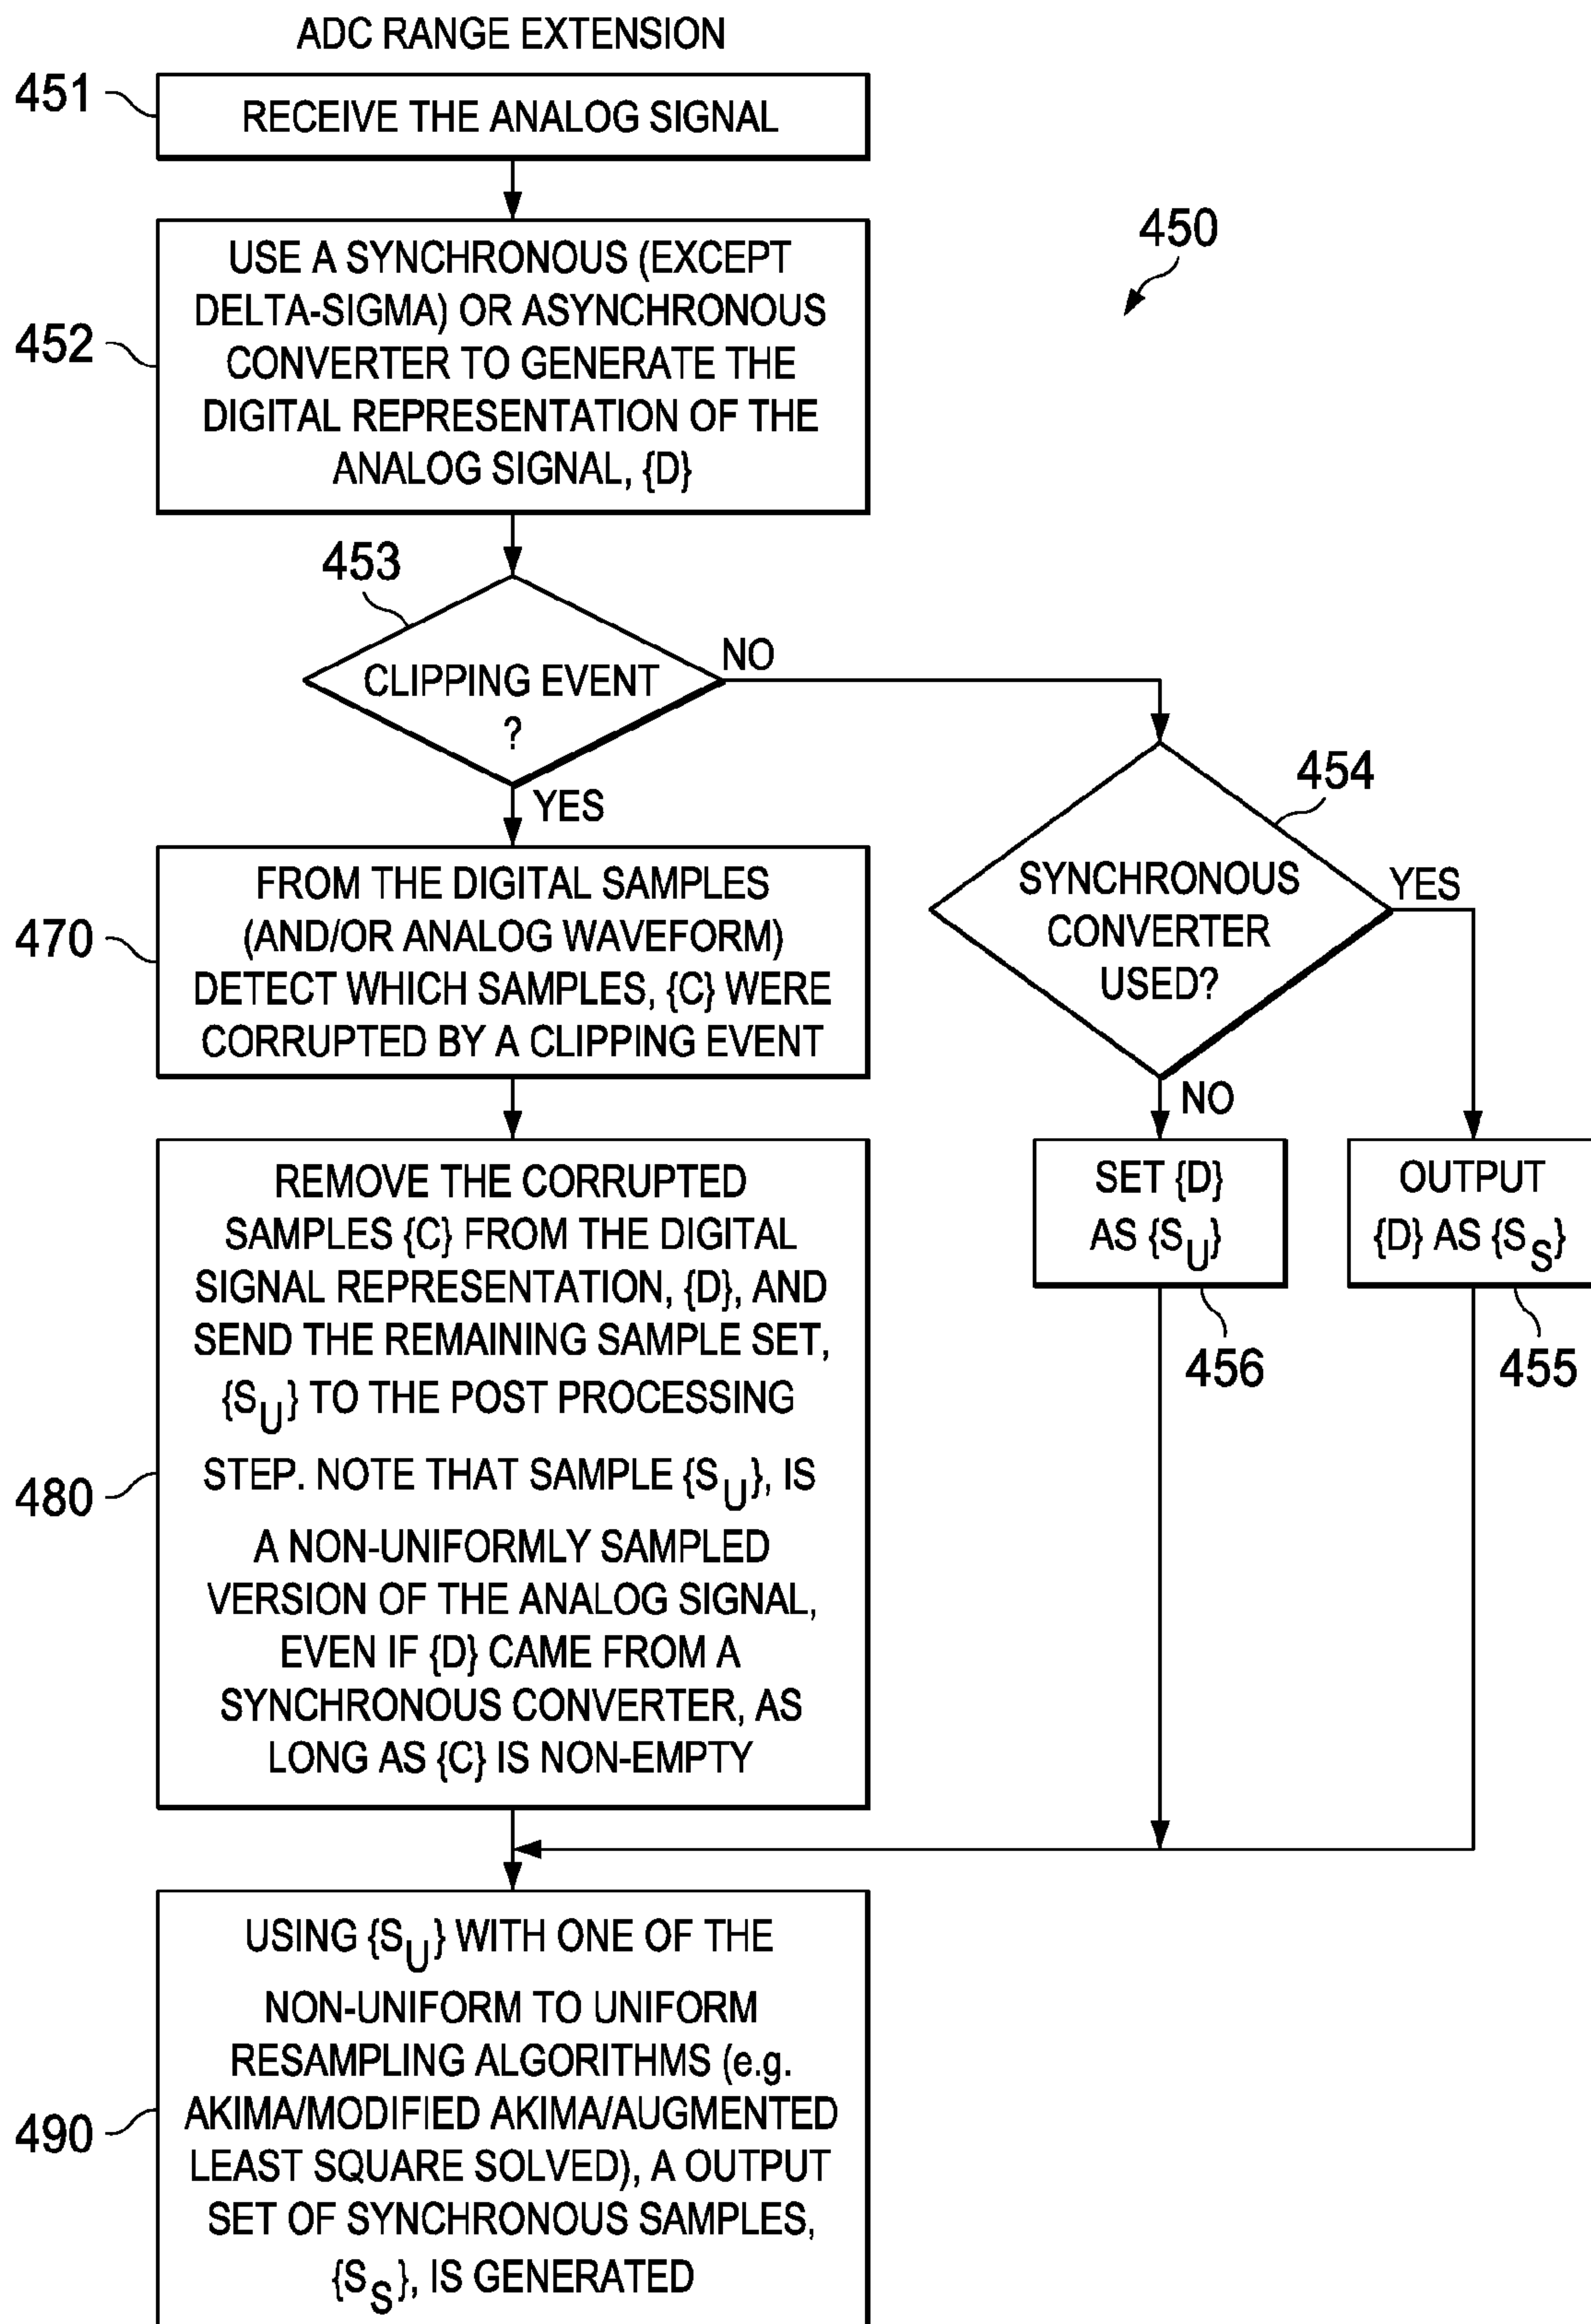 ADC RANGE EXTENSION
451
RECEIVE THE ANALOG SIGNAL
450
452
USE A SYNCHRONOUS (EXCEPT
DELTA-SIGMA) OR ASYNCHRONOUS
CONVERTER TO GENERATE THE
DIGITAL REPRESENTATION OF THE
ANALOG SIGNAL, {D}
453
CLIPPING EVENT
?
NO
YES
454
SYNCHRONOUS
CONVERTER
USED?
YES
NO
470
FROM THE DIGITAL SAMPLES
(AND/OR ANALOG WAVEFORM)
DETECT WHICH SAMPLES, {C} WERE
CORRUPTED BY A CLIPPING EVENT
SET {D}
AS {SU}
456
OUTPUT
{D} AS {SS}
455
480
REMOVE THE CORRUPTED
SAMPLES {C} FROM THE DIGITAL
SIGNAL REPRESENTATION, {D}, AND
SEND THE REMAINING SAMPLE SET,
{SU} TO THE POST PROCESSING
STEP. NOTE THAT SAMPLE {SU}, IS
A NON-UNIFORMLY SAMPLED
VERSION OF THE ANALOG SIGNAL,
EVEN IF {D} CAME FROM A
SYNCHRONOUS CONVERTER, AS
LONG AS {C} IS NON-EMPTY
490
USING {SU} WITH ONE OF THE
NON-UNIFORM TO UNIFORM
RESAMPLING ALGORITHMS (e.g.
AKIMA/MODIFIED AKIMA/AUGMENTED
LEAST SQUARE SOLVED), A OUTPUT
SET OF SYNCHRONOUS SAMPLES,
{SS}, IS GENERATED